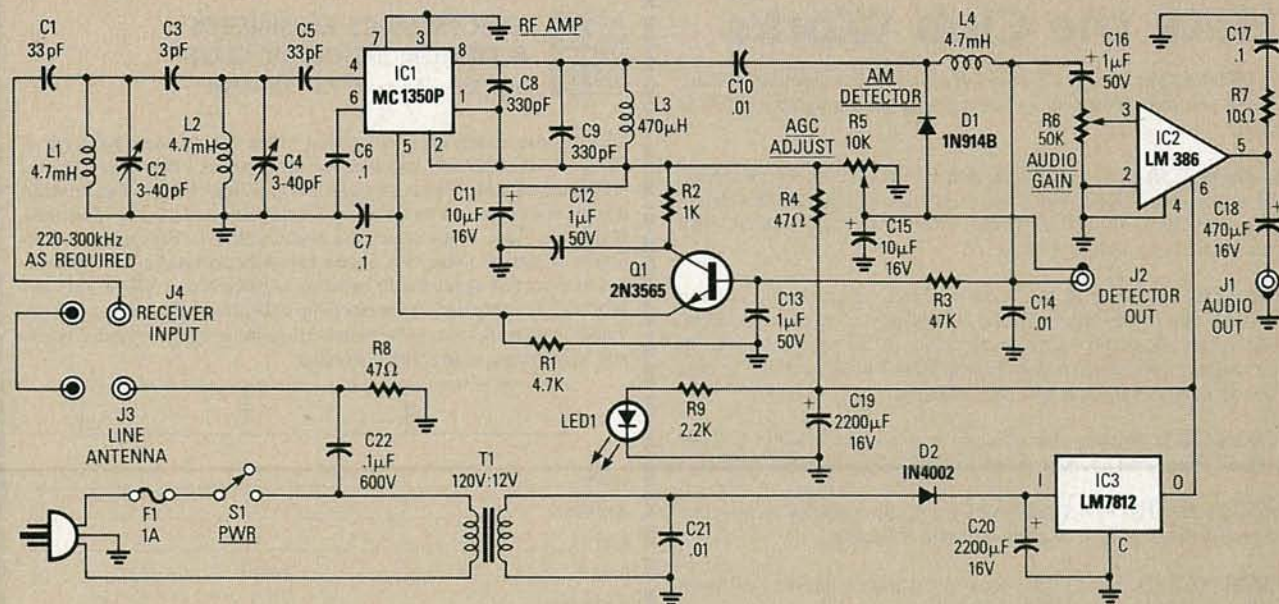 C1
33pF
C3
3pF
C5
33pF
7
3
RF AMP
4
IC1
MC1350P
8
6
1
5
2
C8
330pF
L1
4.7mH
C2
3-40pF
L2
4.7mH
C4
3-40pF
C6
.1
C7
.1
C9
330pF
L3
470μH
C10
.01
L4
4.7mH
AM
DETECTOR
D1
1N914B
C16
1μF
50V
+
R6
50K
AUDIO
GAIN
3
IC2
LM 386
2
4
5
6
C17
.1
R7
10Ω
C18
470μF
16V
+
J1
AUDIO
OUT
AGC
ADJUST
R5
10K
R4
47Ω
C15
10μF
16V
+
C11
10μF
16V
+
C12
1μF
50V
R2
1K
Q1
2N3565
C13
1μF
50V
R3
47K
C14
.01
J2
DETECTOR
OUT
220-300kHz
AS REQUIRED
J4
RECEIVER
INPUT
R1
4.7K
R8
47Ω
J3
LINE
ANTENNA
C22
.1μF
600V
LED1
R9
2.2K
C19
2200μF
16V
+
F1
1A
S1
PWR
T1
120V:12V
C21
.01
D2
IN4002
C20
2200μF
16V
+
I
IC3
LM7812
O
C